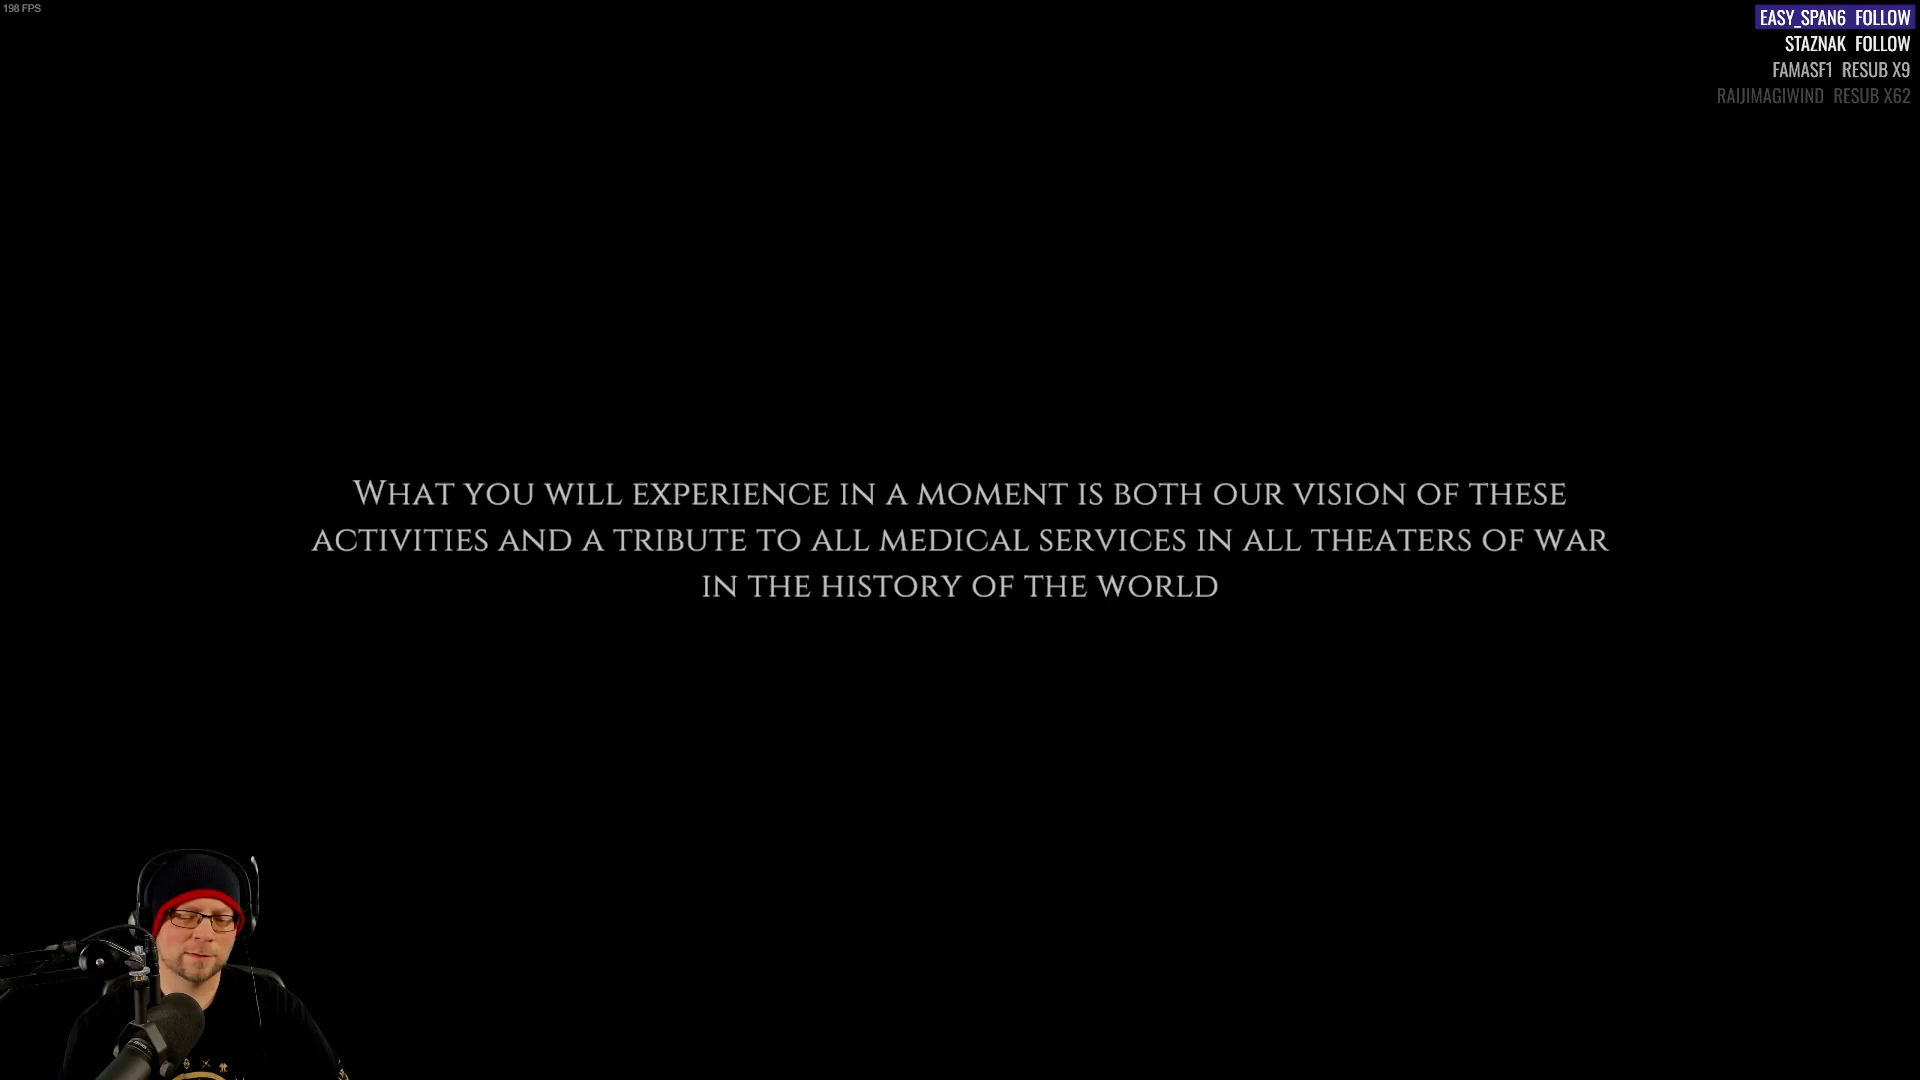 198 FPS
EASY_SPAN6 FOLLOW
STAZNAK FOLLOW
FAMASF1 RESUB X9
RAIJIMAGIWIND RESUB X62
What you will experience in a moment is both our vision of these
activities and a tribute to all medical services in all theaters of war
in the history of the world